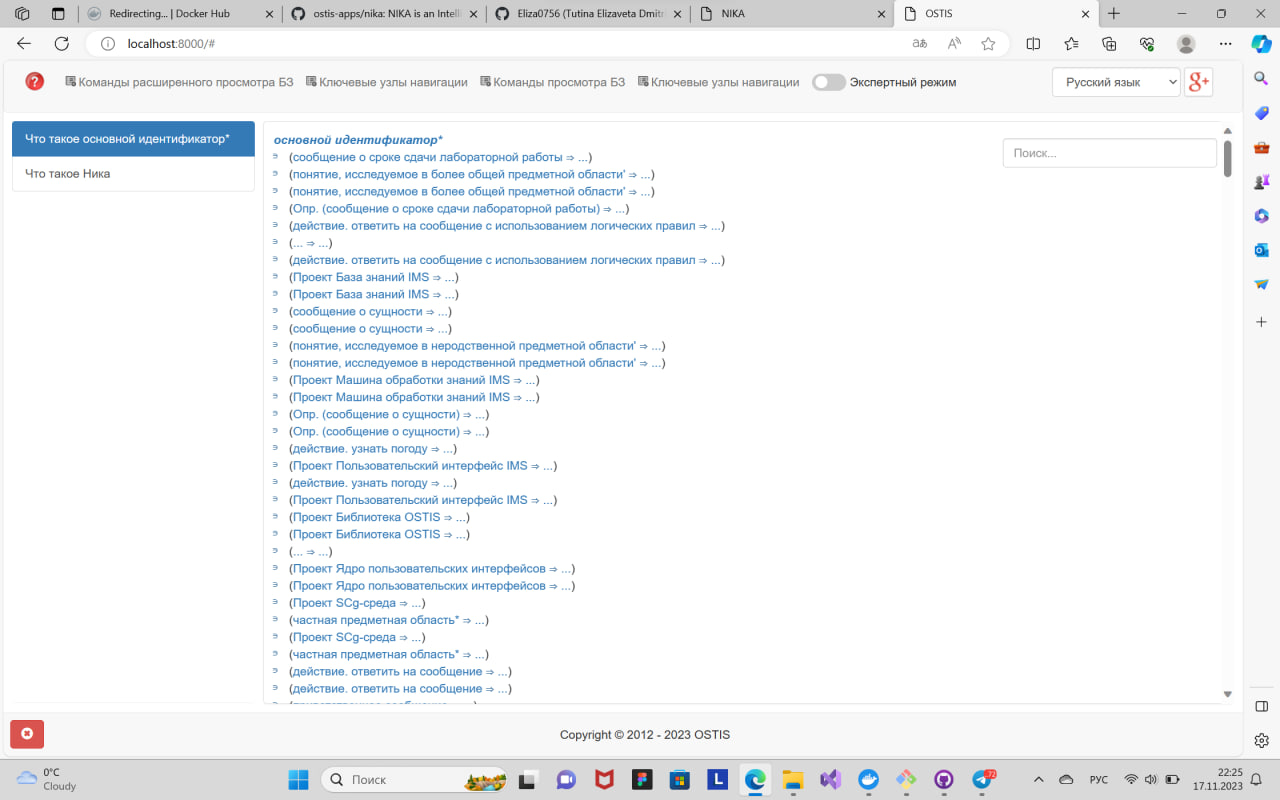 Redirecting... | Docker Hub
ostis-apps/nika: NIKA is an Intelli
Eliza0756 (Tutina Elizaveta Dmitri
NIKA
OSTIS
localhost:8000/#
Команды расширенного просмотра БЗ
Ключевые узлы навигации
Команды просмотра БЗ
Ключевые узлы навигации
Экспертный режим
Русский язык
g+
Что такое основной идентификатор*
Что такое Ника
Поиск...
основной идентификатор*
∍ (сообщение о сроке сдачи лабораторной работы ⇒ ...)
∍ (понятие, исследуемое в более общей предметной области' ⇒ ...)
∍ (понятие, исследуемое в более общей предметной области' ⇒ ...)
∍ (Опр. (сообщение о сроке сдачи лабораторной работы) ⇒ ...)
∍ (действие. ответить на сообщение с использованием логических правил ⇒ ...)
∍ (... ⇒ ...)
∍ (действие. ответить на сообщение с использованием логических правил ⇒ ...)
∍ (Проект База знаний IMS ⇒ ...)
∍ (Проект База знаний IMS ⇒ ...)
∍ (сообщение о сущности ⇒ ...)
∍ (сообщение о сущности ⇒ ...)
∍ (понятие, исследуемое в неродственной предметной области' ⇒ ...)
∍ (понятие, исследуемое в неродственной предметной области' ⇒ ...)
∍ (Проект Машина обработки знаний IMS ⇒ ...)
∍ (Проект Машина обработки знаний IMS ⇒ ...)
∍ (Опр. (сообщение о сущности) ⇒ ...)
∍ (Опр. (сообщение о сущности) ⇒ ...)
∍ (действие. узнать погоду ⇒ ...)
∍ (Проект Пользовательский интерфейс IMS ⇒ ...)
∍ (действие. узнать погоду ⇒ ...)
∍ (Проект Пользовательский интерфейс IMS ⇒ ...)
∍ (Проект Библиотека OSTIS ⇒ ...)
∍ (Проект Библиотека OSTIS ⇒ ...)
∍ (... ⇒ ...)
∍ (Проект Ядро пользовательских интерфейсов ⇒ ...)
∍ (Проект Ядро пользовательских интерфейсов ⇒ ...)
∍ (Проект SCg-среда ⇒ ...)
∍ (частная предметная область* ⇒ ...)
∍ (Проект SCg-среда ⇒ ...)
∍ (частная предметная область* ⇒ ...)
∍ (действие. ответить на сообщение ⇒ ...)
∍ (действие. ответить на сообщение ⇒ ...)
Copyright © 2012 - 2023 OSTIS
0°C
Cloudy
Поиск
72
РУС
22:25
17.11.2023